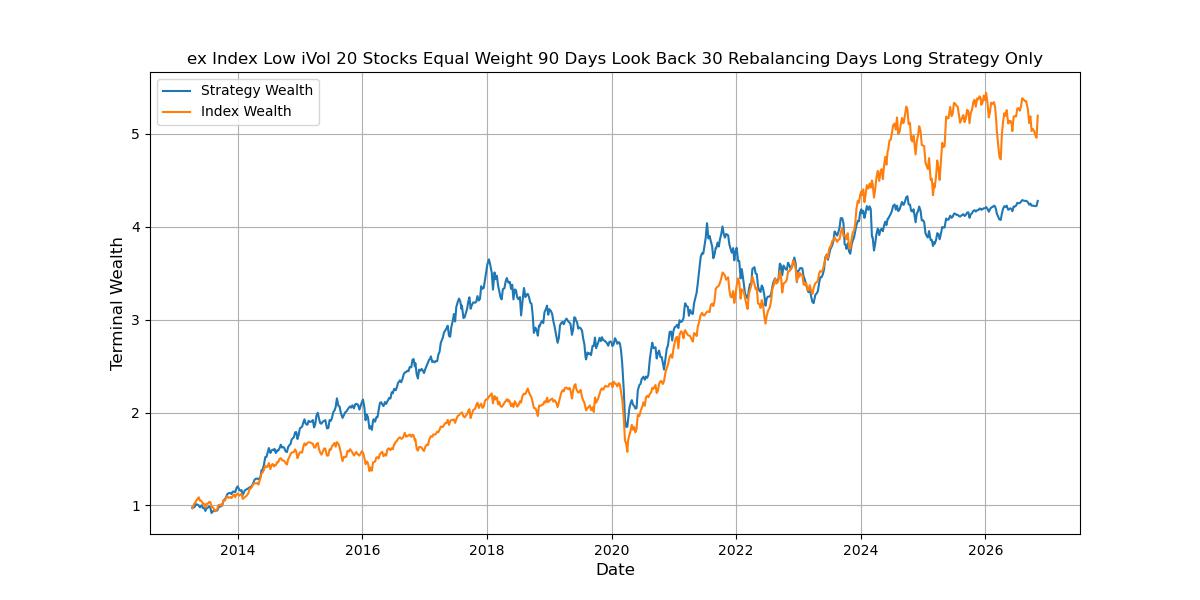 ex Index Low iVol 20 Stocks Equal Weight 90 Days Look Back 30 Rebalancing Days Long Strategy Only
Strategy Wealth
Index Wealth
Terminal Wealth
5
4
3
2
1
2014 2016 2018 2020 2022 2024 2026
Date